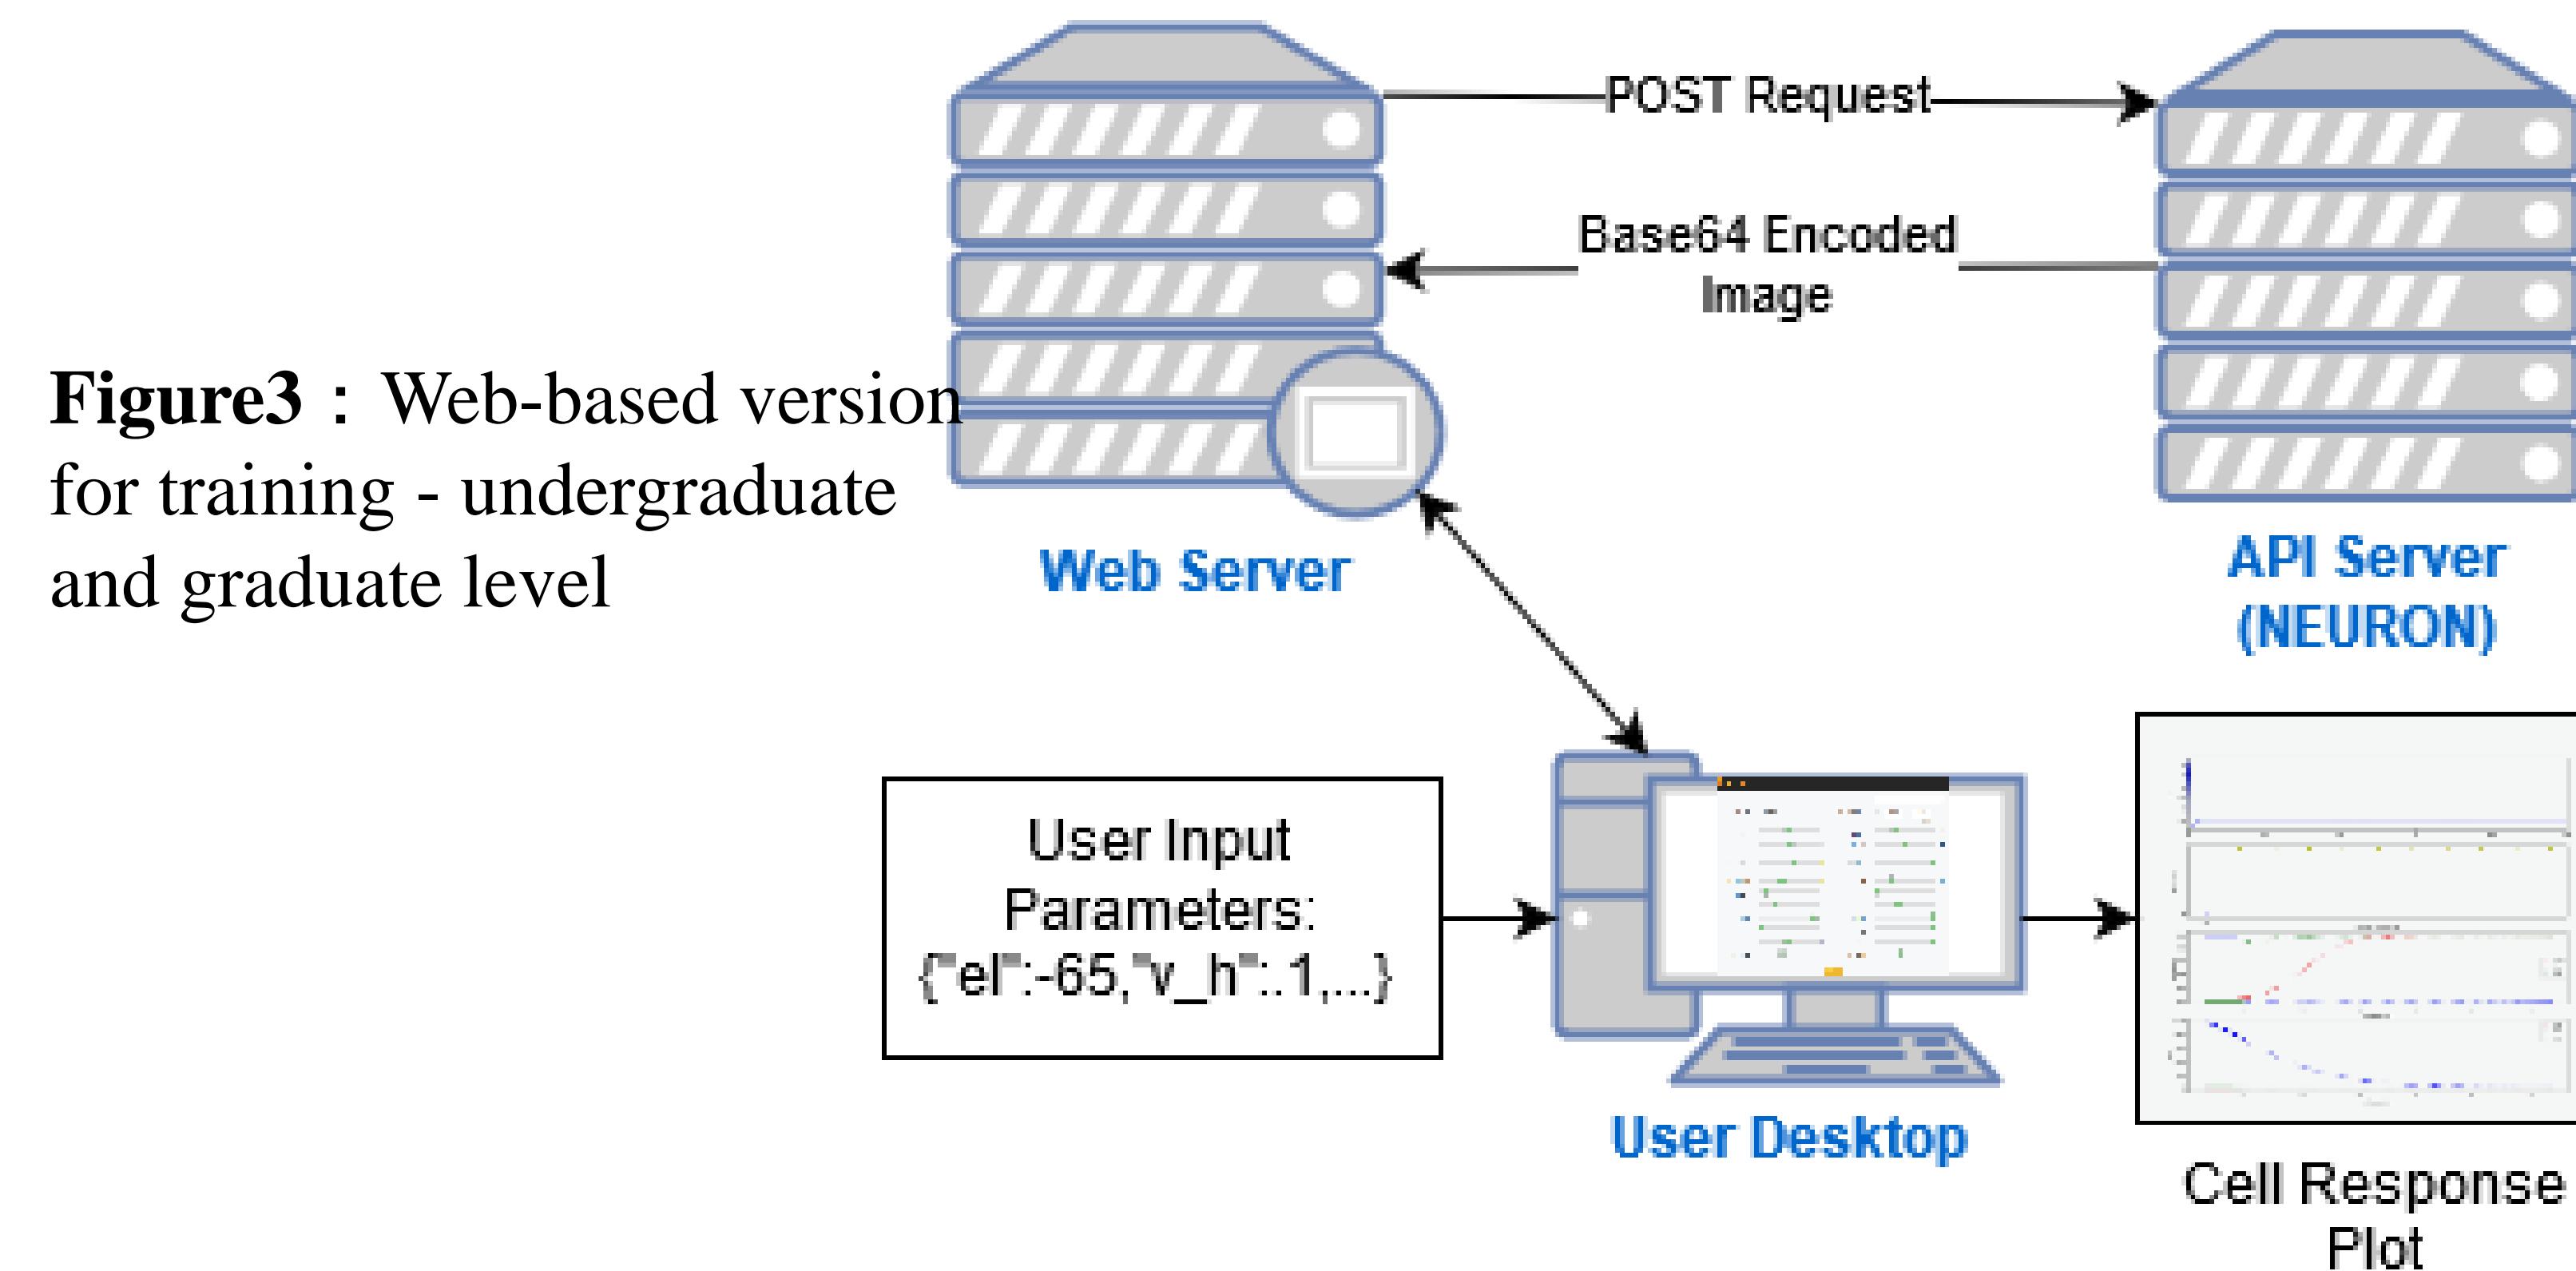 Figure3 : Web-based version
for training - undergraduate
and graduate level
POST Request
Base64 Encoded
Image
Web Server
API Server
(NEURON)
User Input
Parameters:
{"el":-65,"v_h":.1,...}
User Desktop
Cell Response
Plot